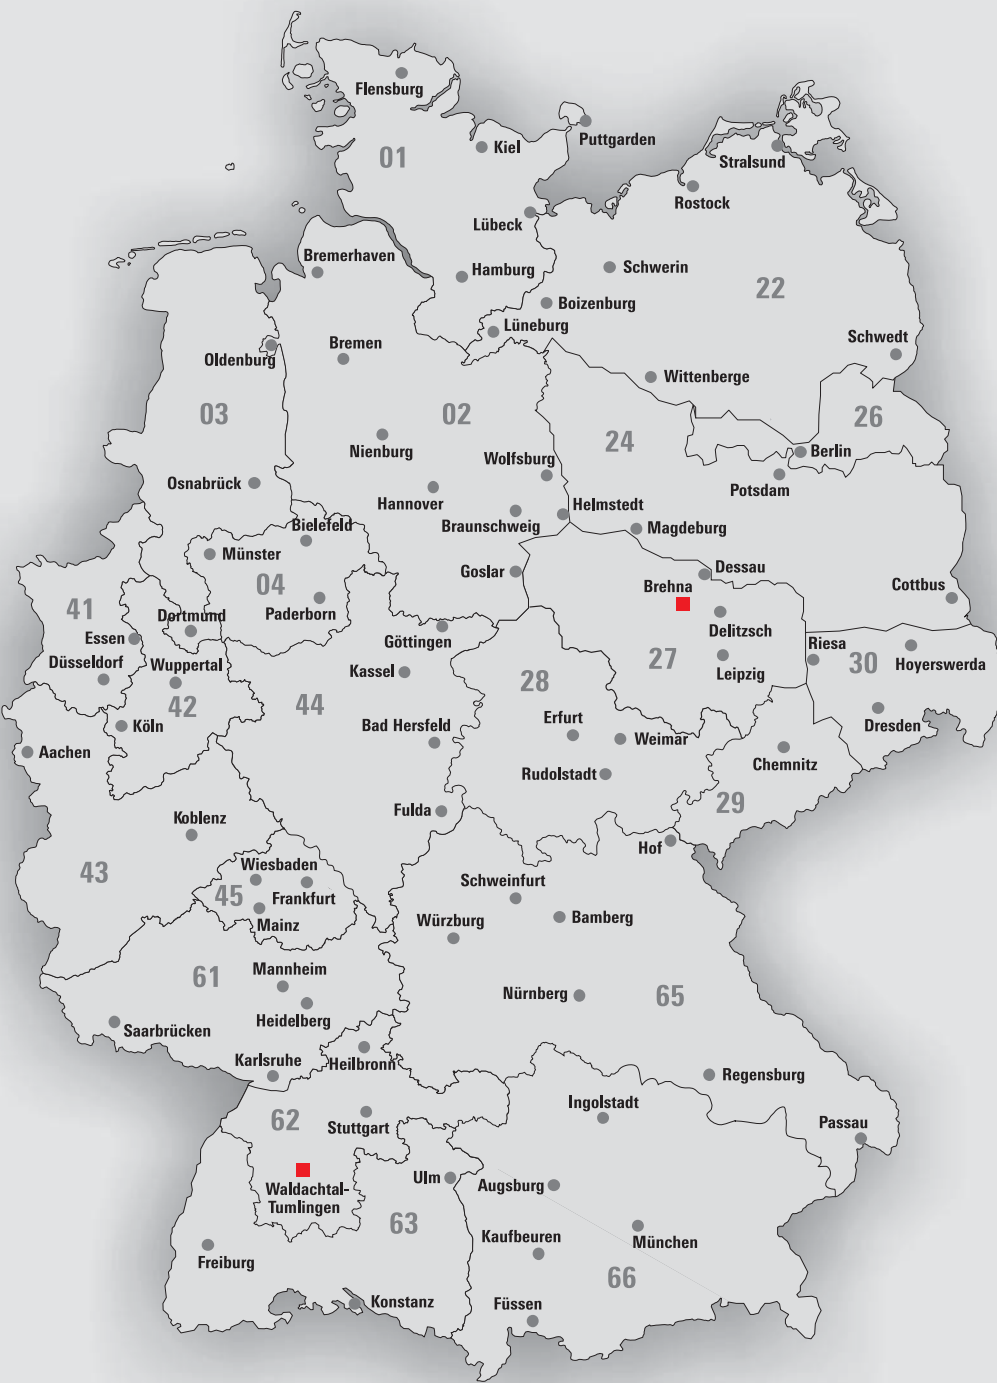 Flensburg
Puttgarden
Kiel
01
Stralsund
Rostock
Lübeck
Bremerhaven
Hamburg
Schwerin
22
Boizenburg
Lüneburg
Schwedt
Oldenburg
Bremen
Wittenberge
03
02
26
24
Nienburg
Berlin
Wolfsburg
Osnabrück
Potsdam
Hannover
Helmstedt
Braunschweig
Magdeburg
Bielefeld
Münster
Goslar
Dessau
04
Brehna
Cottbus
41
Dortmund
Paderborn
Delitzsch
Essen
Göttingen
Riesa
Hoyerswerda
Düsseldorf
Wuppertal
Kassel
27
Leipzig
30
28
42
44
Erfurt
Köln
Bad Hersfeld
Weimar
Dresden
Aachen
Chemnitz
Rudolstadt
29
Koblenz
Fulda
Hof
43
Wiesbaden
45
Frankfurt
Schweinfurt
Mainz
Würzburg
Bamberg
61
Mannheim
Nürnberg
65
Saarbrücken
Heidelberg
Karlsruhe
Heilbronn
Regensburg
Ingolstadt
62
Stuttgart
Passau
Ulm
Augsburg
Waldachtal-
Tumlingen
63
Kaufbeuren
München
Freiburg
66
Konstanz
Füssen